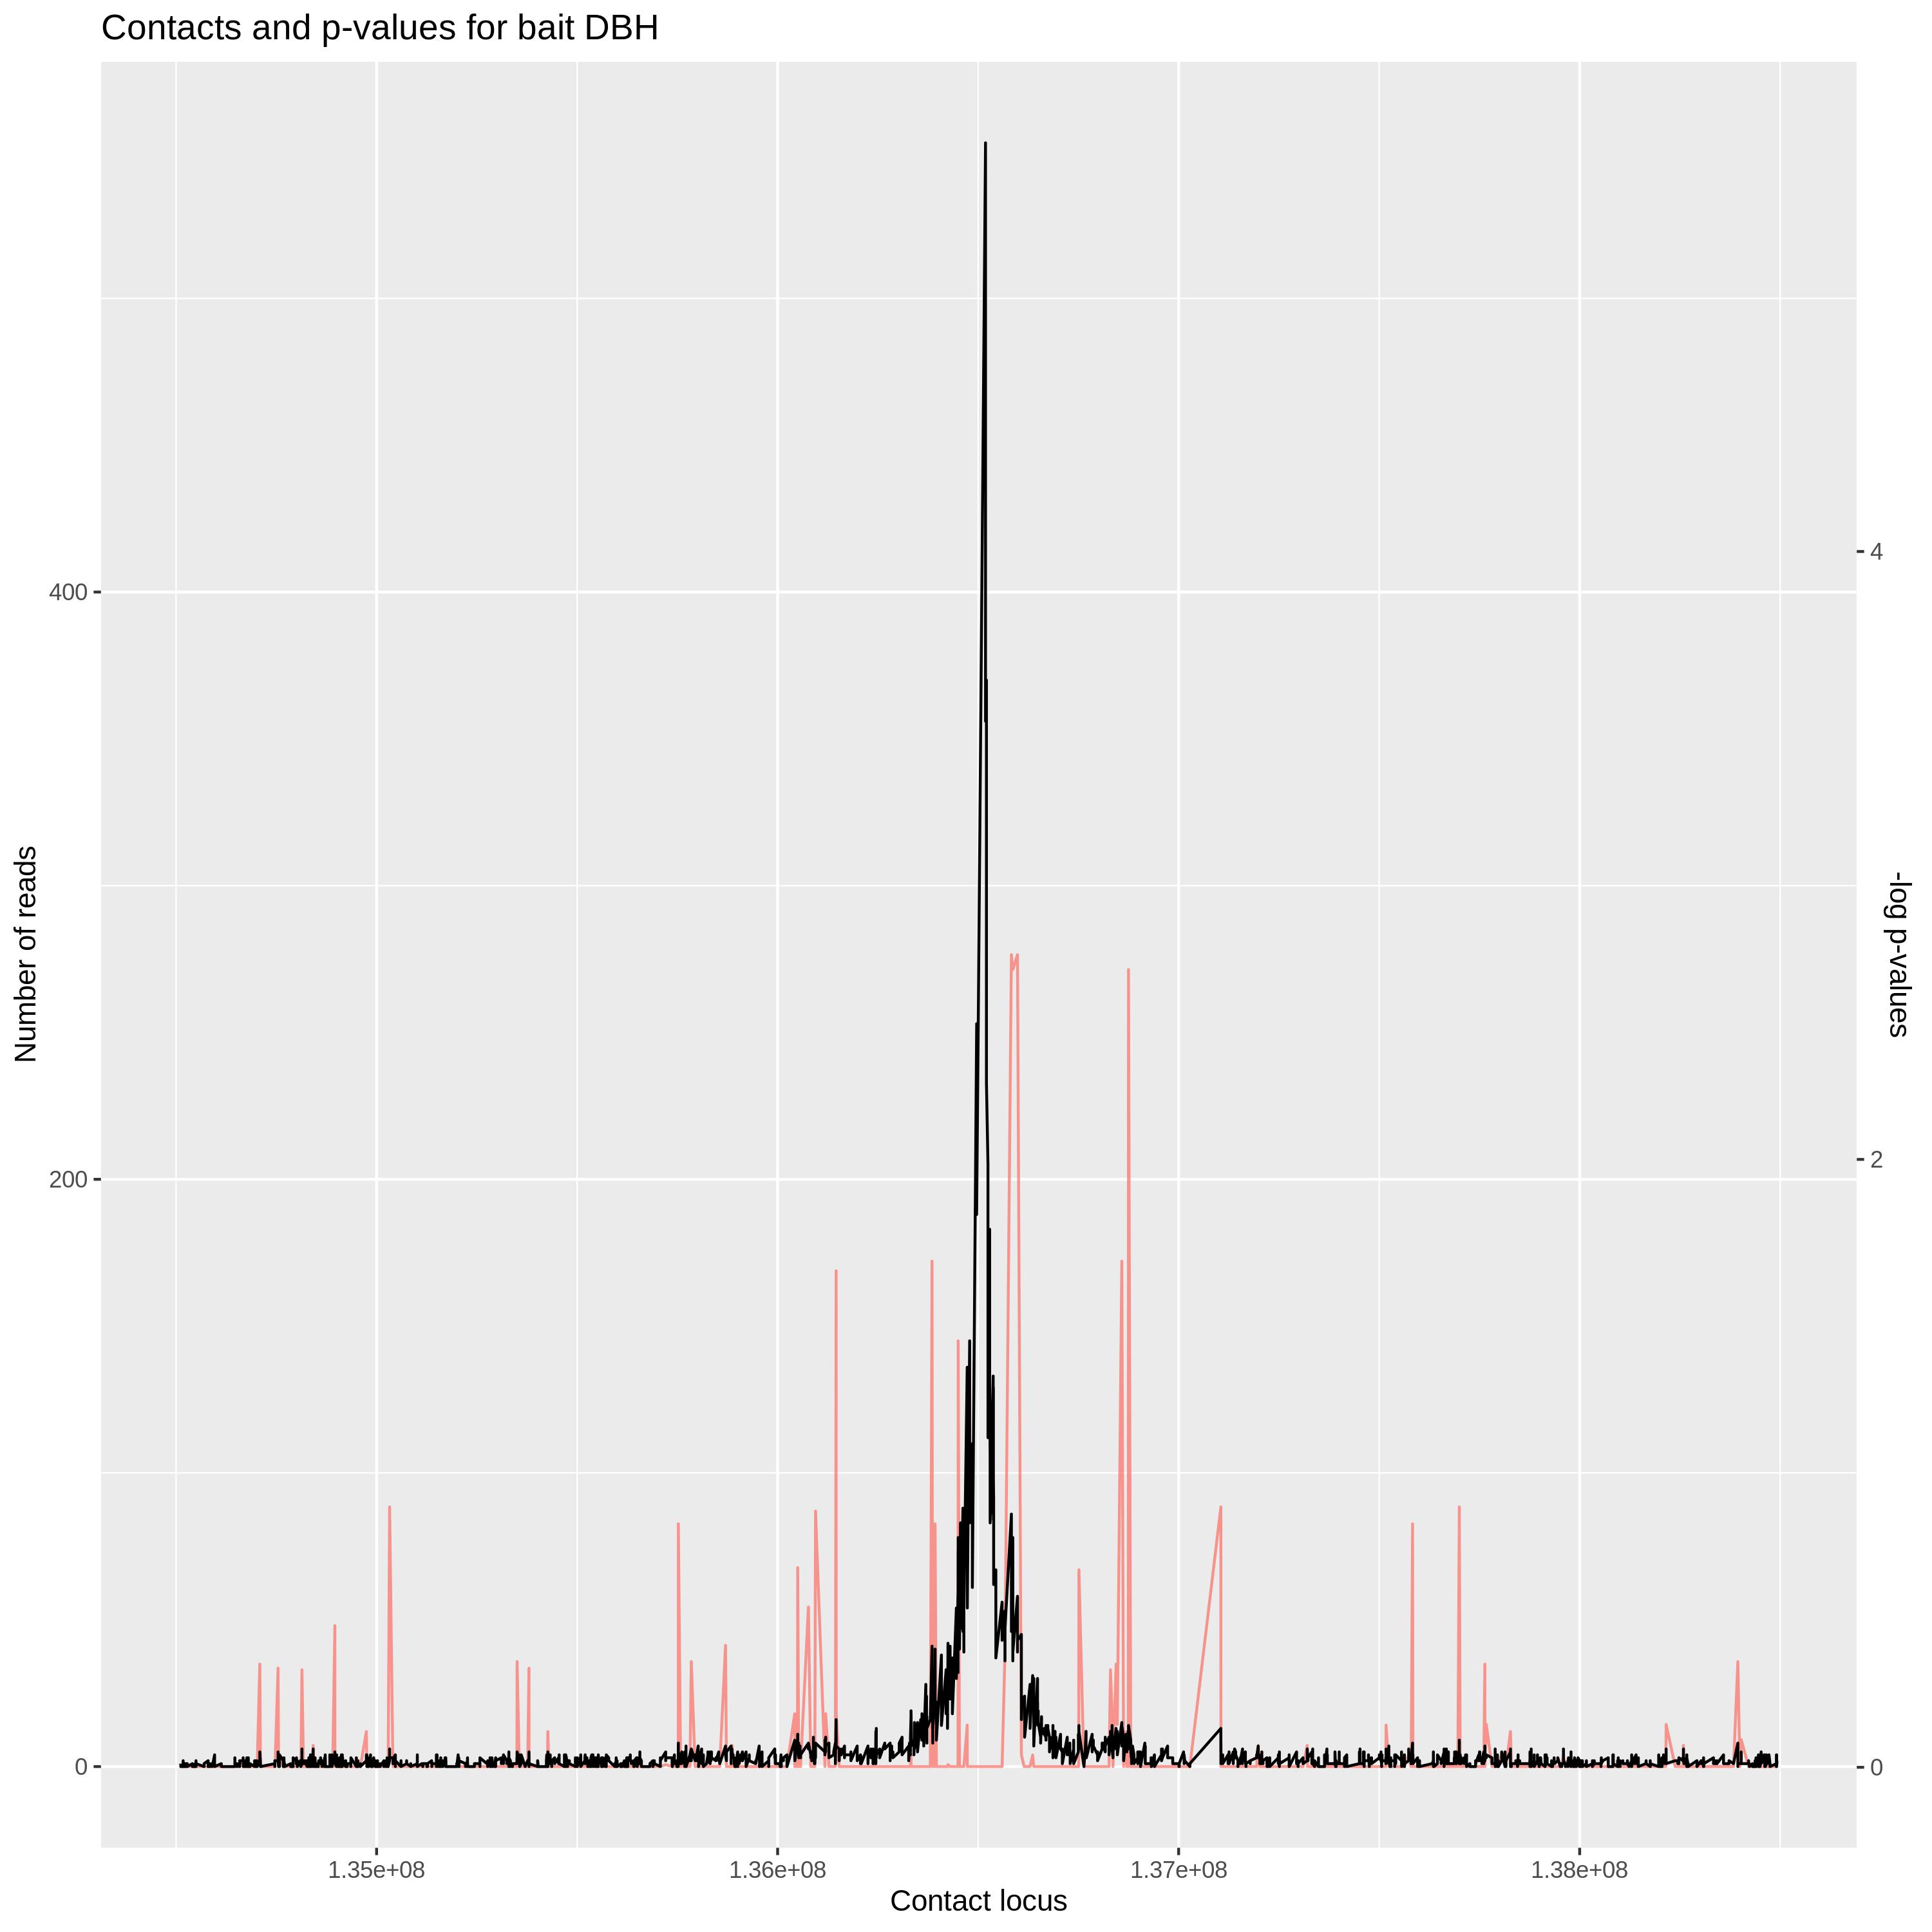 Contacts and p-values for bait DBH
Number of reads
400
200
0
4
2
0
-log p-values
1.35e+08 1.36e+08 1.37e+08 1.38e+08
Contact locus